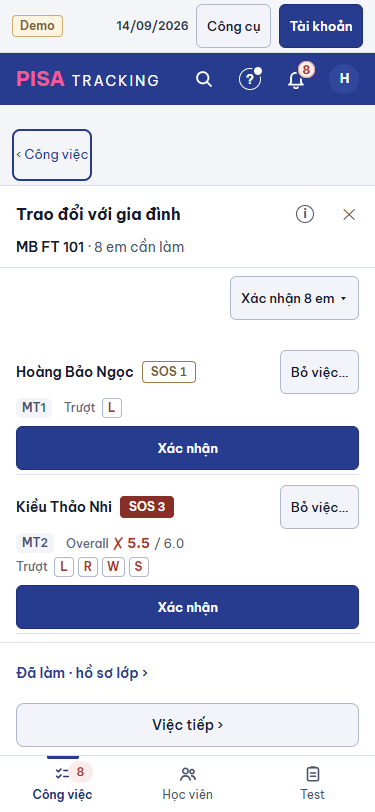 Demo 14/09/2026 Công cụ Tài khoản
PISA TRACKING ? 8 H
‹ Công việc
Trao đổi với gia đình i
MB FT 101 · 8 em cần làm
Xác nhận 8 em
Hoàng Bảo Ngọc SOS 1 Bỏ việc...
MT1 Trượt L
Xác nhận
Kiều Thảo Nhi SOS 3 Bỏ việc...
MT2 Overall ✗ 5.5 / 6.0
Trượt L R W S
Xác nhận
Đã làm · hồ sơ lớp ›
Việc tiếp ›
8
Công việc Học viên Test